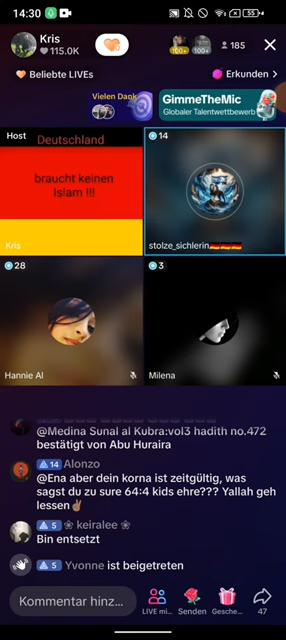 14:30
55
Kris
115.0K
100+
100+
185
Beliebte LIVEs
Erkunden >
Vielen Dank
GimmeTheMic
Globaler Talentwettbewerb
Host
Deutschland
14
braucht keinen
Islam !!!
Kris
stolze_sichlerin
28
3
Hannie Al
Milena
@Medina Sunal al Kubra:vol3 hadith no.472
bestätigt von Abu Huraira
14 Alonzo
@Ena aber dein korna ist zeitgültig, was
sagst du zu sure 64:4 kids ehre??? Yallah geh
lessen
5 keiralee
Bin entsetzt
5 Yvonne ist beigetreten
Kommentar hinz...
LIVE mi...
Senden
Gesche...
47